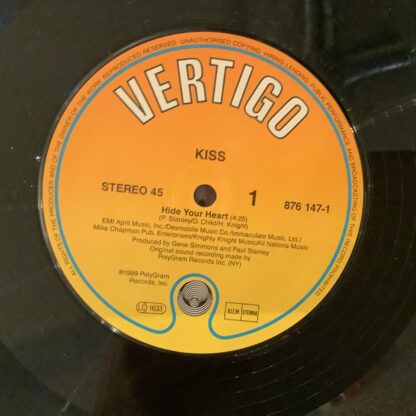 ALL RIGHTS OF THE PRODUCER AND OF THE OWNER OF THE WORK REPRODUCED RESERVED. UNAUTHORISED COPYING, HIRING, LENDING, PUBLIC PERFORMANCE AND BROADCASTING OF THIS RECORD PROHIBITED
VERTIGO
KISS
STEREO 45
1
876 147-1
Hide Your Heart (4:25)
(P. Stanley/D. Child/H. Knight)
EMI April Music, Inc./Desmobile Music Co./Immaculate Music, Ltd./
Mike Chapman Pub. Enterprises/Knighty Knight Music/All Nations Music
Produced by Gene Simmons and Paul Stanley
Original sound recording made by
PolyGram Records Inc. (NY)
℗1989 PolyGram
Records, Inc.
LC 1633
B.I.E.M. STEMRA